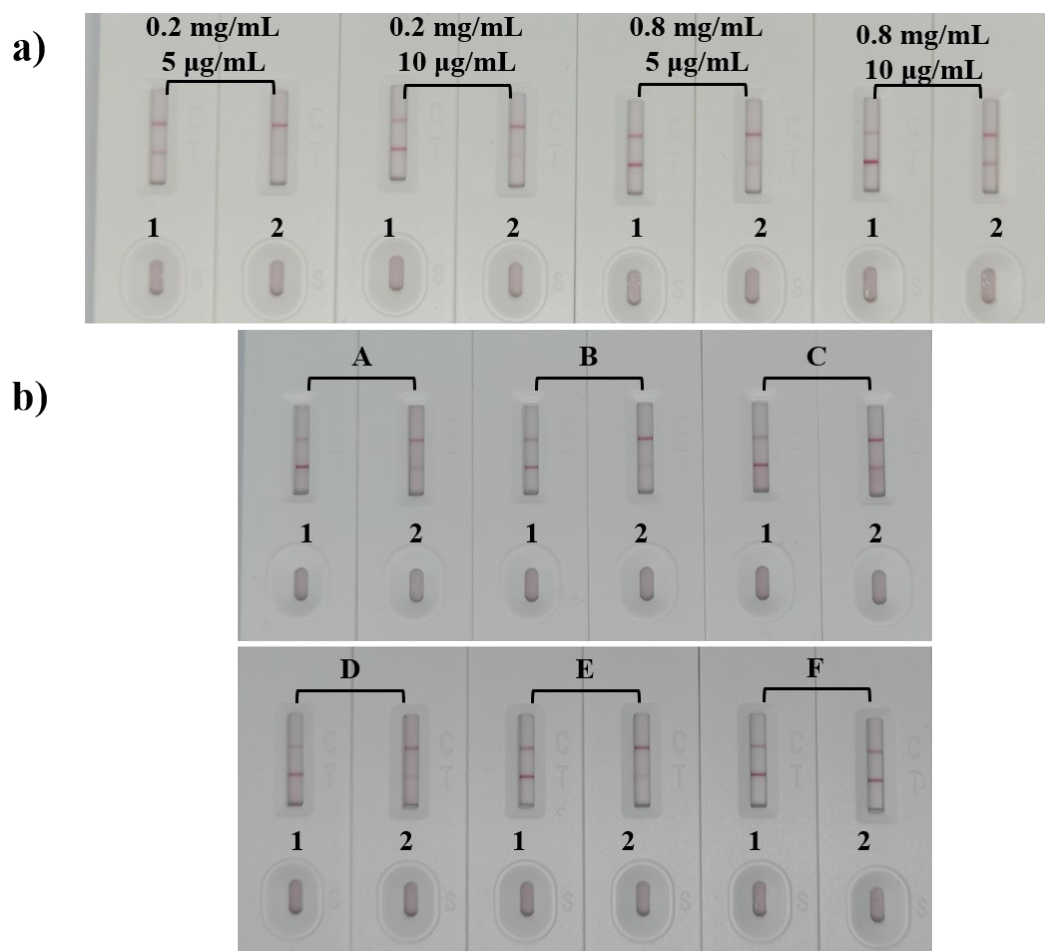 a)
0.2 mg/mL 0.2 mg/mL 0.8 mg/mL 0.8 mg/mL
5 μg/mL 10 μg/mL 5 μg/mL 10 μg/mL
C C C C
T T T T
1 2 1 2 1 2 1 2
S S S S
b)
A B C
C C C
T T T
1 2 1 2 1 2
D E F
C C C
T T T
1 2 1 2 1 2
S S S